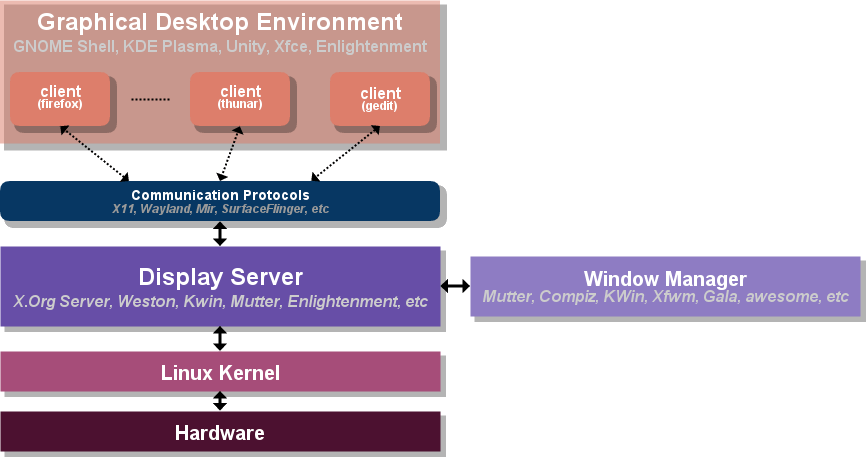 Graphical Desktop Environment
GNOME Shell, KDE Plasma, Unity, Xfce, Enlightenment
client
(firefox)
client
(thunar)
client
(gedit)
Communication Protocols
X11, Wayland, Mir, SurfaceFlinger, etc
Display Server
X.Org Server, Weston, Kwin, Mutter, Enlightenment, etc
Window Manager
Mutter, Compiz, KWin, Xfwm, Gala, awesome, etc
Linux Kernel
Hardware